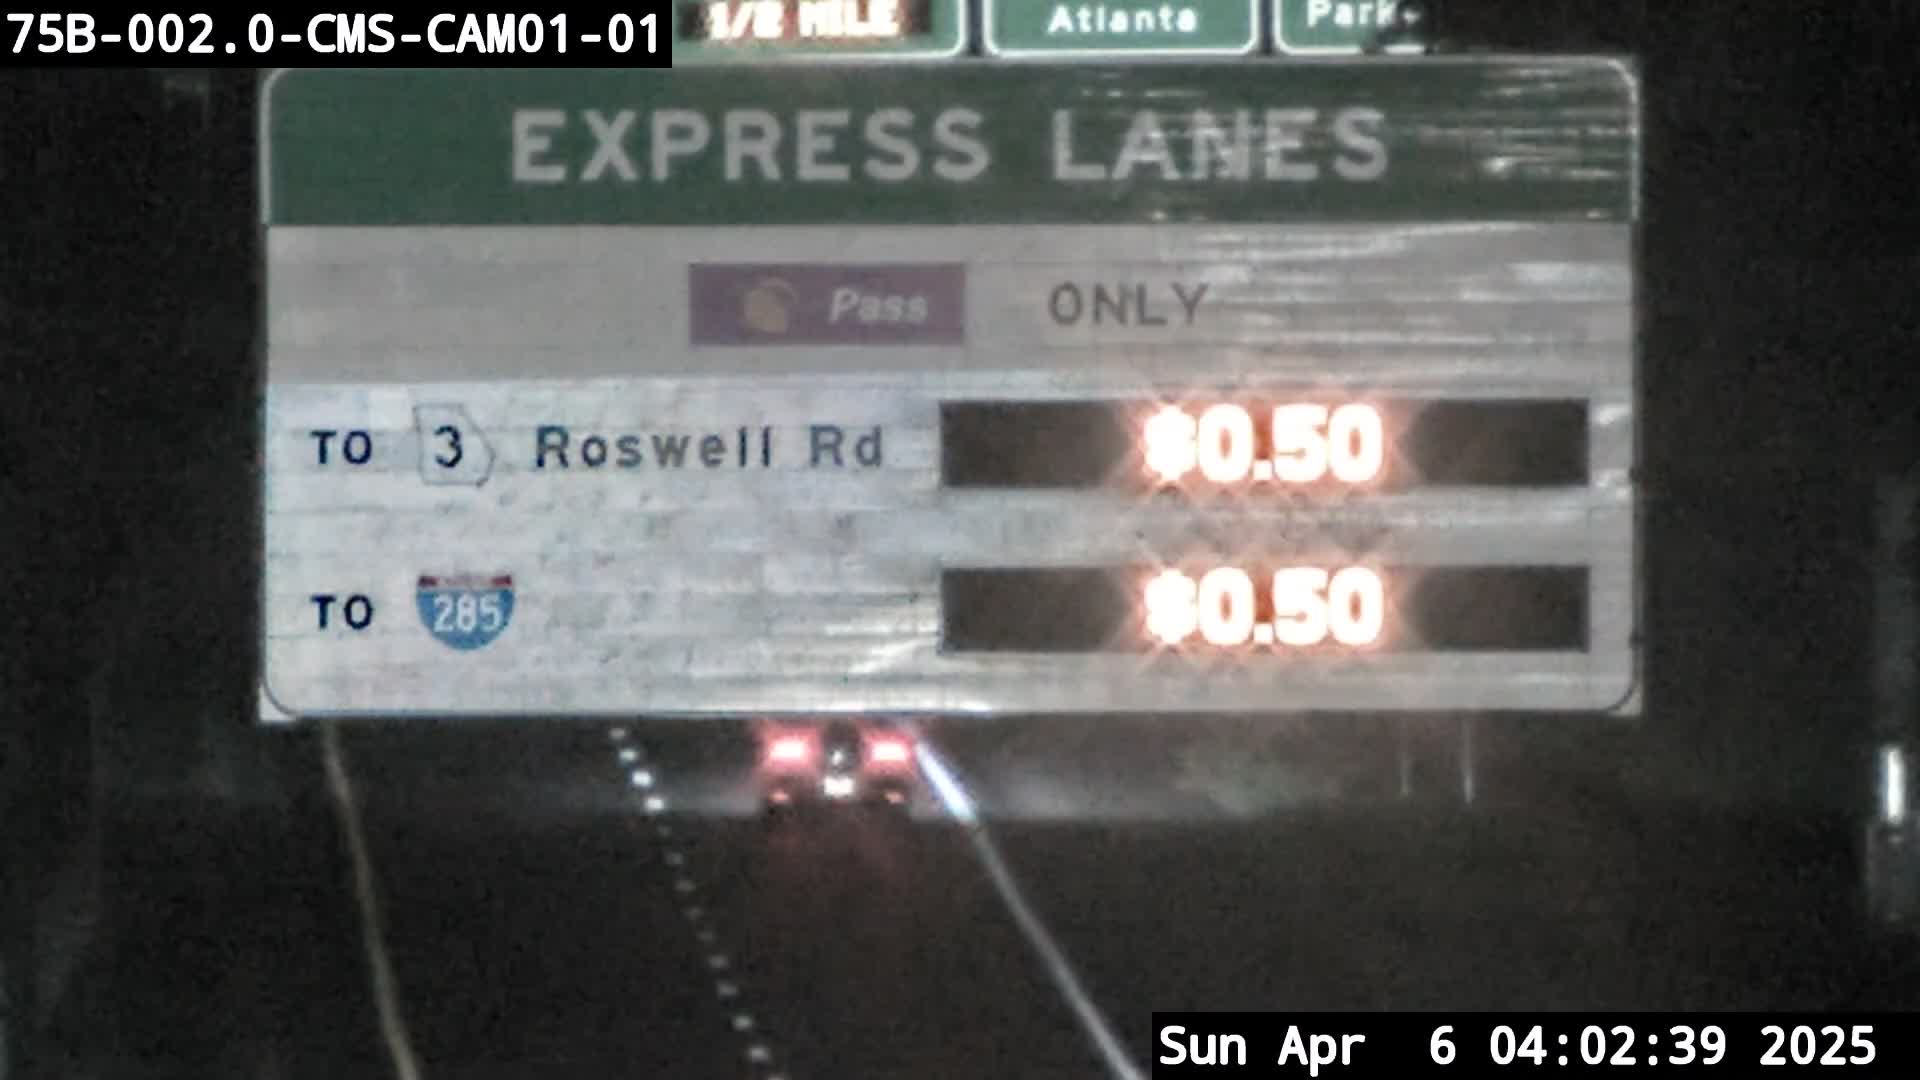 75B-002.0-CMS-CAM01-01
1/2 MILE
Atlanta
Park
EXPRESS LANES
Pass ONLY
TO 3 Roswell Rd $0.50
TO 285 $0.50
Sun Apr 6 04:02:39 2025